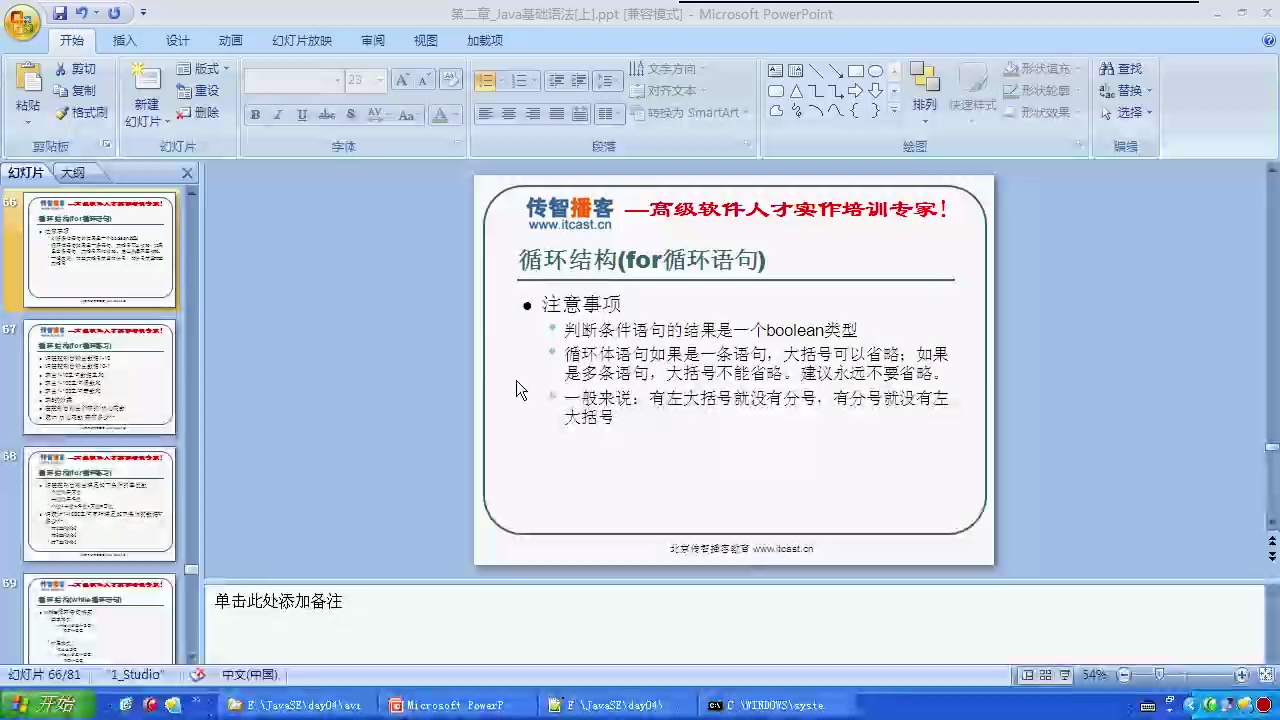 第二章_Java基础语法[上].ppt [兼容模式] - Microsoft PowerPoint
开始 插入 设计 动画 幻灯片放映 审阅 视图 加载项
粘贴 剪切 复制 格式刷
剪贴板
新建 幻灯片 版式 重设 删除
幻灯片
23
B I U abc S AV Aa A
字体
文字方向 对齐文本 转换为 SmartArt
段落
排列 快速样式 形状填充 形状轮廓 形状效果
绘图
查找 替换 选择
编辑
幻灯片 大纲
66
67
68
69
传智播客 —高级软件人才实作培训专家!
www.itcast.cn
循环结构(for循环语句)
注意事项
判断条件语句的结果是一个boolean类型
循环体语句如果是一条语句，大括号可以省略；如果
是多条语句，大括号不能省略。建议永远不要省略。
一般来说：有左大括号就没有分号，有分号就没有左
大括号
北京传智播客教育 www.itcast.cn
单击此处添加备注
幻灯片 66/81 "1_Studio" 中文(中国) 54%
开始 E:\JavaSE\day04\avi Microsoft PowerP E:\JavaSE\day04\ C:\WINDOWS\syste